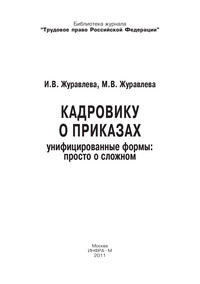 Библиотека журнала
"Трудовое право Российской Федерации"
И.В. Журавлева, М.В. Журавлева
КАДРОВИКУ
О ПРИКАЗАХ
унифицированные формы:
просто о сложном
Москва
ИНФРА - М
2011